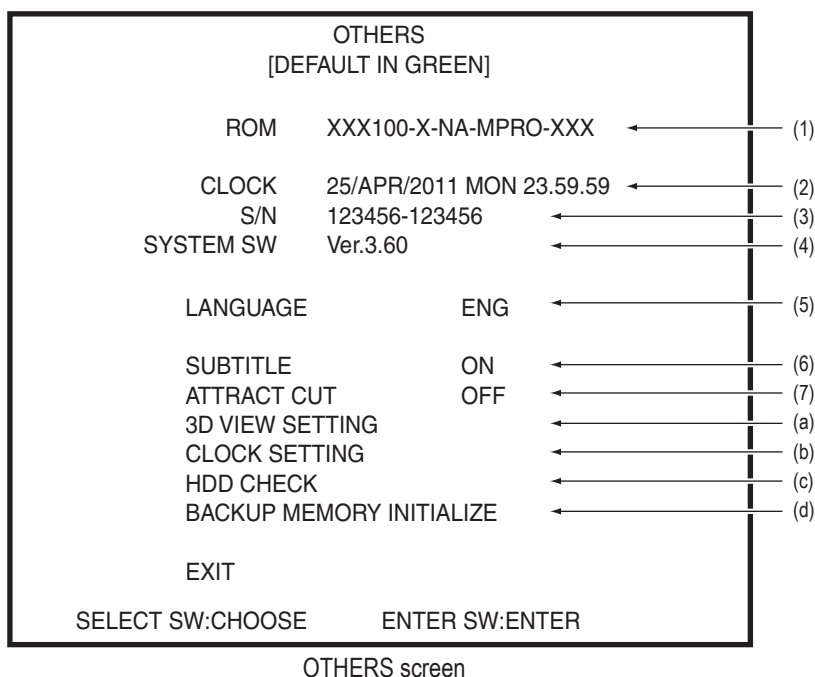 OTHERS
[DEFAULT IN GREEN]
ROM XXX100-X-NA-MPRO-XXX (1)
CLOCK 25/APR/2011 MON 23.59.59 (2)
S/N 123456-123456 (3)
SYSTEM SW Ver.3.60 (4)
LANGUAGE ENG (5)
SUBTITLE ON (6)
ATTRACT CUT OFF (7)
3D VIEW SETTING (a)
CLOCK SETTING (b)
HDD CHECK (c)
BACKUP MEMORY INITIALIZE (d)
EXIT
SELECT SW:CHOOSE ENTER SW:ENTER
OTHERS screen